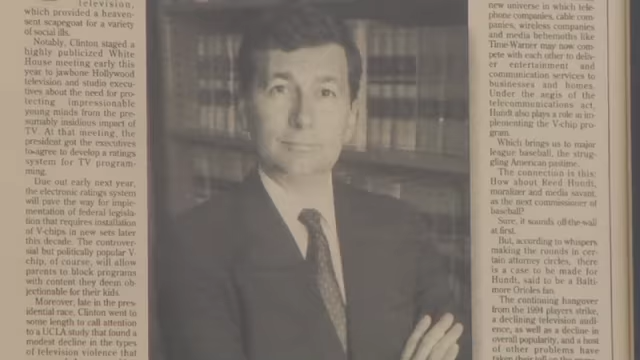 television,
which provided a heaven-
sent scapegoat for a variety
of social ills.
Notably, Clinton staged a
highly publicized White
House meeting early this
year to jawbone Hollywood
television and studio execu-
tives about the need for pro-
tecting impressionable
young minds from the pre-
sumably insidious impact of
TV. At that meeting, the
president got the executives
to agree to develop a ratings
system for TV program-
ming.
Due out early next year,
the electronic ratings system
will pave the way for imple-
mentation of federal legisla-
tion that requires installation
of V-chips in new sets later
this decade. The controver-
sial but politically popular V-
chip, of course, will allow
parents to block programs
with content they deem ob-
jectionable for their kids.
Moreover, late in the pres-
idential race, Clinton went to
some length to call attention
to a UCLA study that found a
modest decline in the types
of television violence that
new universe in which tele-
phone companies, cable com-
panies, wireless companies
and media behemoths like
Time-Warner may now com-
pete with each other to deliv-
er entertainment and
communication services to
businesses and homes.
Under the aegis of the
telecommunications act,
Hundt also plays a role in im-
plementing the V-chip pro-
gram.
Which brings us to major
league baseball, the strug-
gling American pastime.
The connection is this:
How about Reed Hundt,
moralizer and media savant,
as the next commissioner of
baseball?
Sure, it sounds off-the-wall
at first.
But, according to whispers
making the rounds in cer-
tain attorney circles, there
is a case to be made for
Hundt, said to be a Balti-
more Orioles fan.
The continuing hangover
from the 1994 players strike,
a declining television audi-
ence, as well as a decline in
overall popularity, and a
host of other problems have